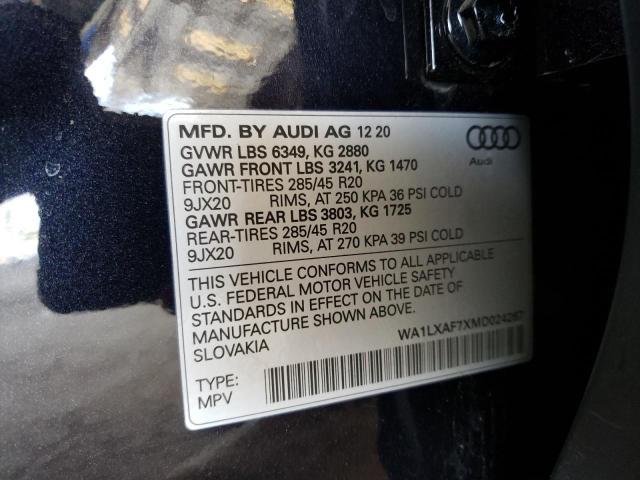 MFD. BY AUDI AG 12 20
GVWR LBS 6349, KG 2880
GAWR FRONT LBS 3241, KG 1470
FRONT-TIRES 285/45 R20
9JX20 RIMS, AT 250 KPA 36 PSI COLD
GAWR REAR LBS 3803, KG 1725
REAR-TIRES 285/45 R20
9JX20 RIMS, AT 270 KPA 39 PSI COLD
Audi
THIS VEHICLE CONFORMS TO ALL APPLICABLE
U.S. FEDERAL MOTOR VEHICLE SAFETY
STANDARDS IN EFFECT ON THE DATE OF
MANUFACTURE SHOWN ABOVE.
SLOVAKIA
WA1LXAF7XMD024267
TYPE:
MPV